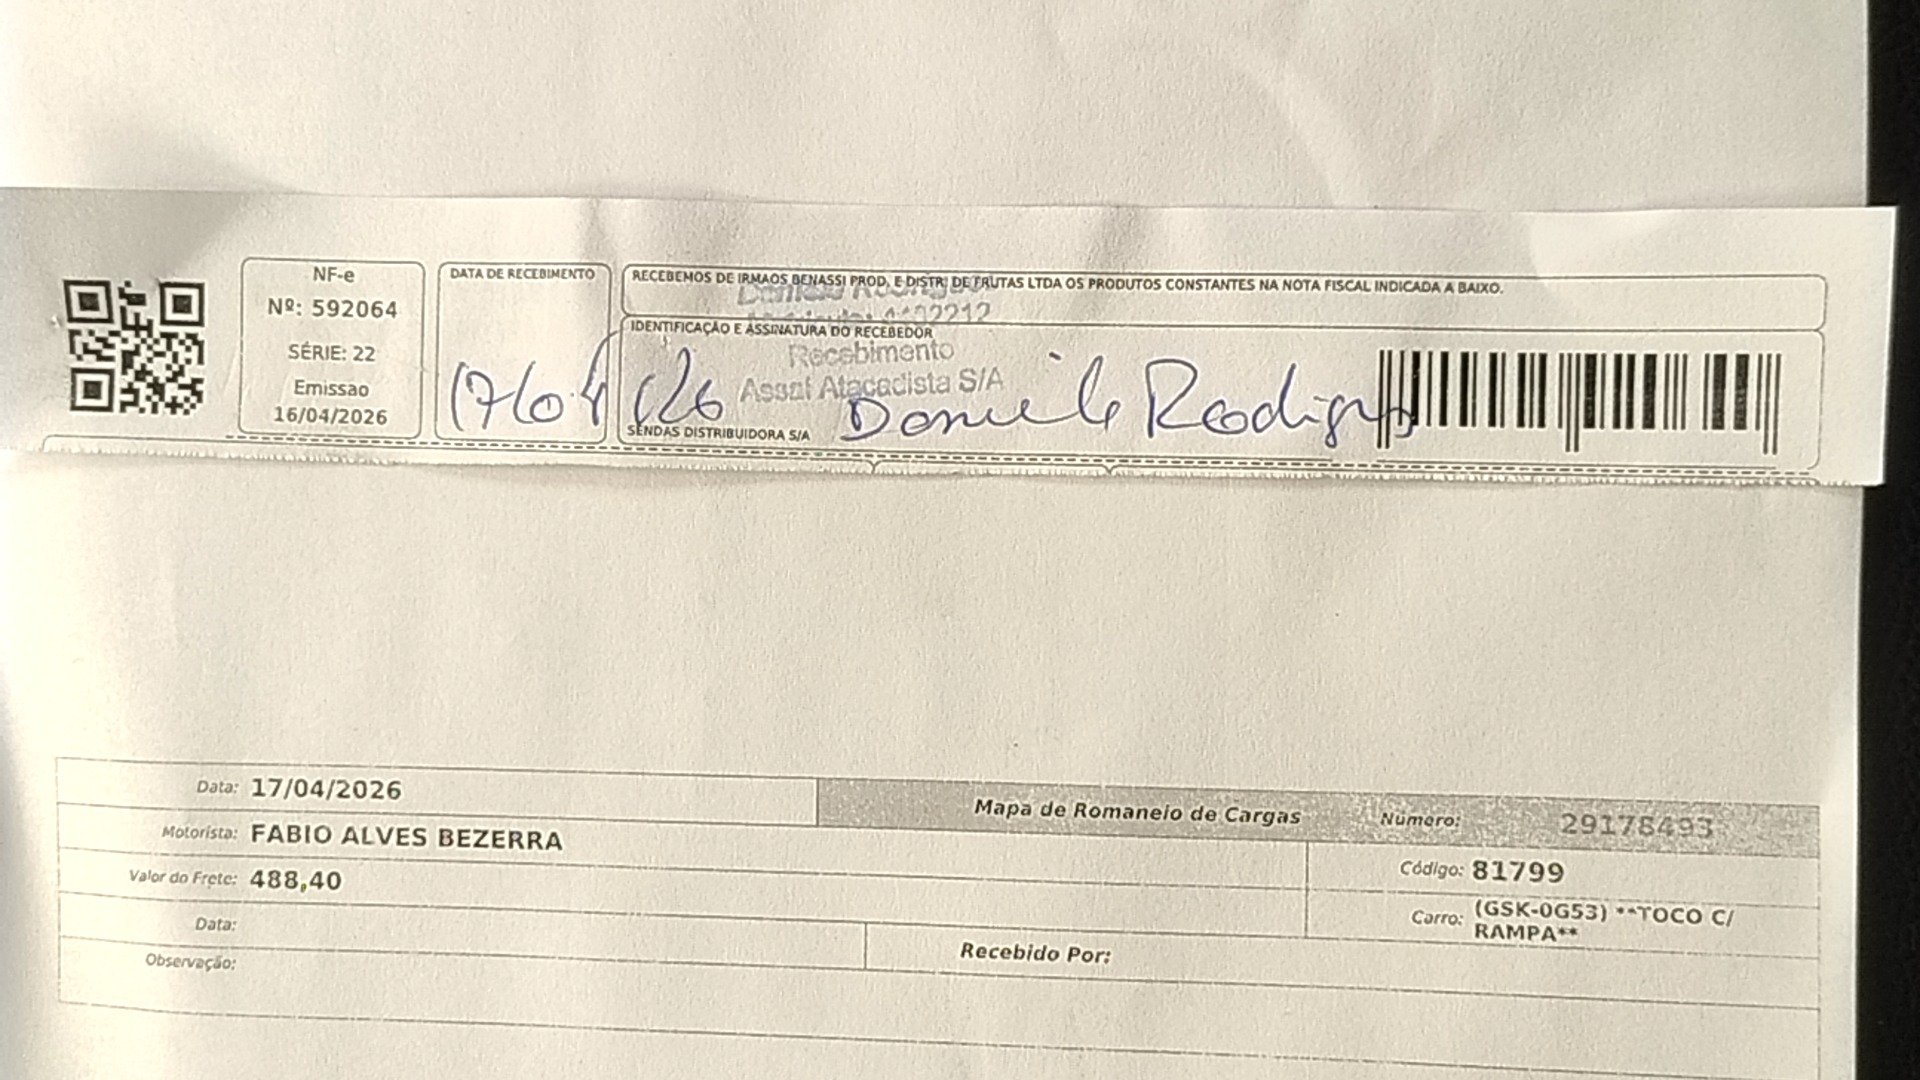 NF-e
Nº: 592064
SÉRIE: 22
Emissao
16/04/2026
DATA DE RECEBIMENTO
17/04/26
RECEBEMOS DE IRMAOS BENASSI PROD. E DISTR. DE FRUTAS LTDA OS PRODUTOS CONSTANTES NA NOTA FISCAL INDICADA A BAIXO.
IDENTIFICAÇÃO E ASSINATURA DO RECEBEDOR
Recebimento
Assaí Atacadista S/A
Daniele Rodrigues
SENDAS DISTRIBUIDORA S/A
Data: 17/04/2026
Mapa de Romaneio de Cargas
Número: 29178493
Motorista: FABIO ALVES BEZERRA
Código: 81799
Valor do Frete: 488,40
Carro: (GSK-0G53) **TOCO C/
RAMPA**
Data:
Recebido Por:
Observação: